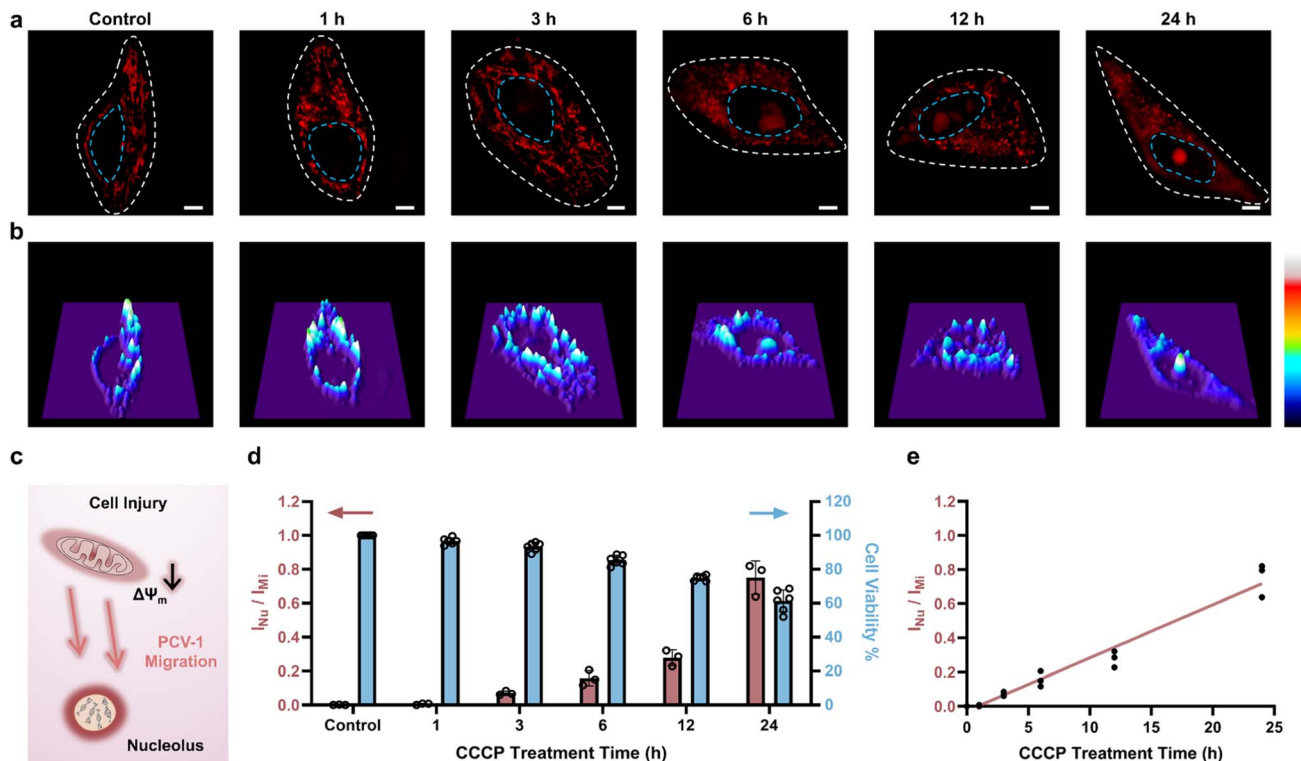 a
Control
1 h
3 h
6 h
12 h
24 h
b
c
Cell Injury
ΔΨm
PCV-1
Migration
Nucleolus
d
INu / IMi
1.2
1.0
0.8
0.6
0.4
0.2
0.0
120
100
80
60
40
20
0
Cell Viability %
Control 1 3 6 12 24
CCCP Treatment Time (h)
e
INu / IMi
1.2
1.0
0.8
0.6
0.4
0.2
0.0
0 5 10 15 20 25
CCCP Treatment Time (h)